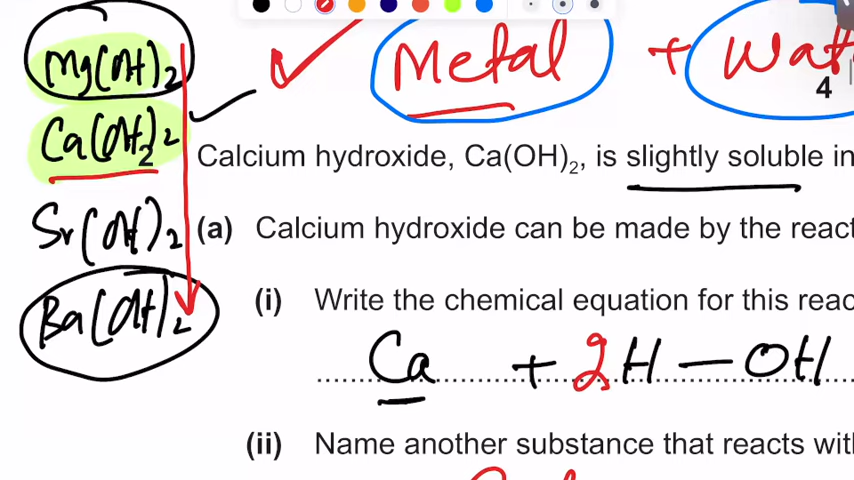 Mg(OH)2
Metal + Wat
4
Ca(OH)2
Calcium hydroxide, Ca(OH)2, is slightly soluble in
Sr(OH)2
(a) Calcium hydroxide can be made by the react
Ba(OH)2
(i) Write the chemical equation for this reac
Ca + 2H — OH
(ii) Name another substance that reacts with